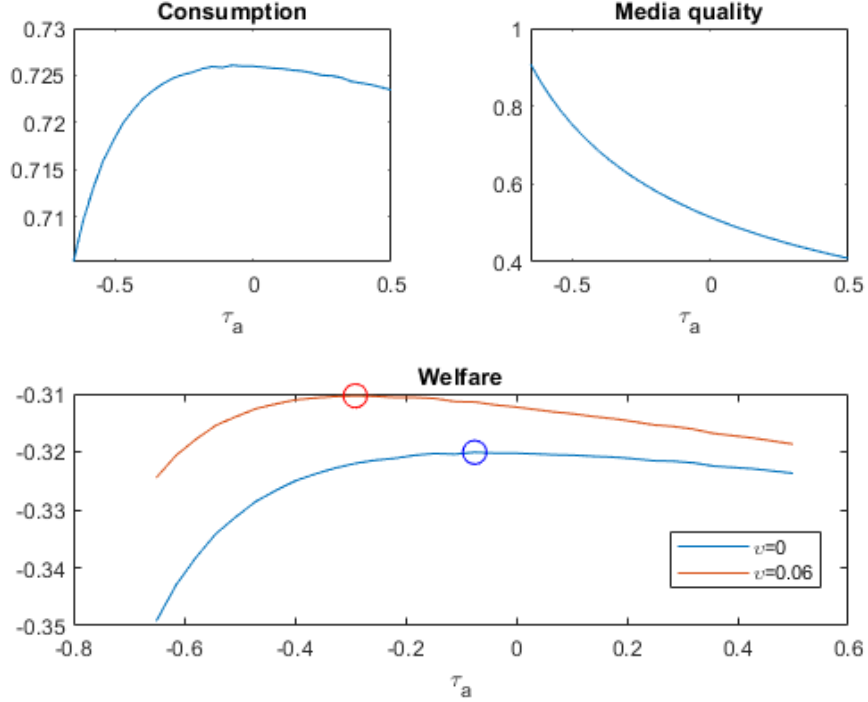 Consumption
0.73
0.725
0.72
0.715
0.71
-0.5 0 0.5
τa
Media quality
1
0.8
0.6
0.4
-0.5 0 0.5
τa
Welfare
-0.31
-0.32
-0.33
-0.34
-0.35
-0.8 -0.6 -0.4 -0.2 0 0.2 0.4 0.6
τa
υ=0
υ=0.06